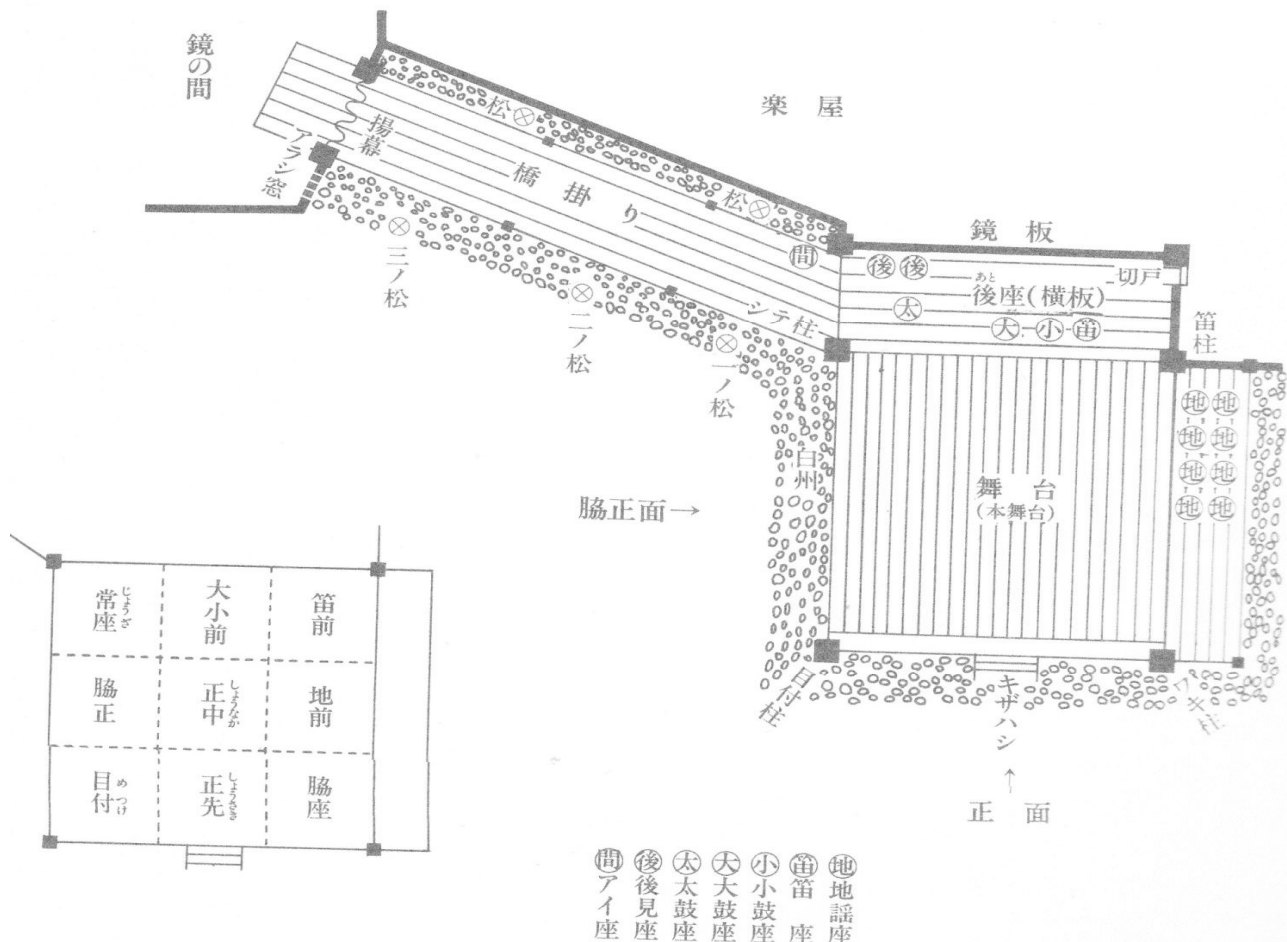 鏡の間
楽屋
松
揚幕
アラシ窓
橋掛り
松
間
鏡板
後後
切戸
あと
後座(横板)
太
大小笛
笛柱
シテ柱
三ノ松
二ノ松
一ノ松
地地
地地
地地
地地
白州
舞台
(本舞台)
脇正面→
目付柱
キザハシ
ワキ柱
↑
正面
常座
じょうざ
大小前
笛前
脇正
正中
しょうなか
地前
目付
めつけ
正先
しょうさき
脇座
地地謡座
笛笛座
小小鼓座
大大鼓座
太太鼓座
後後見座
間アイ座